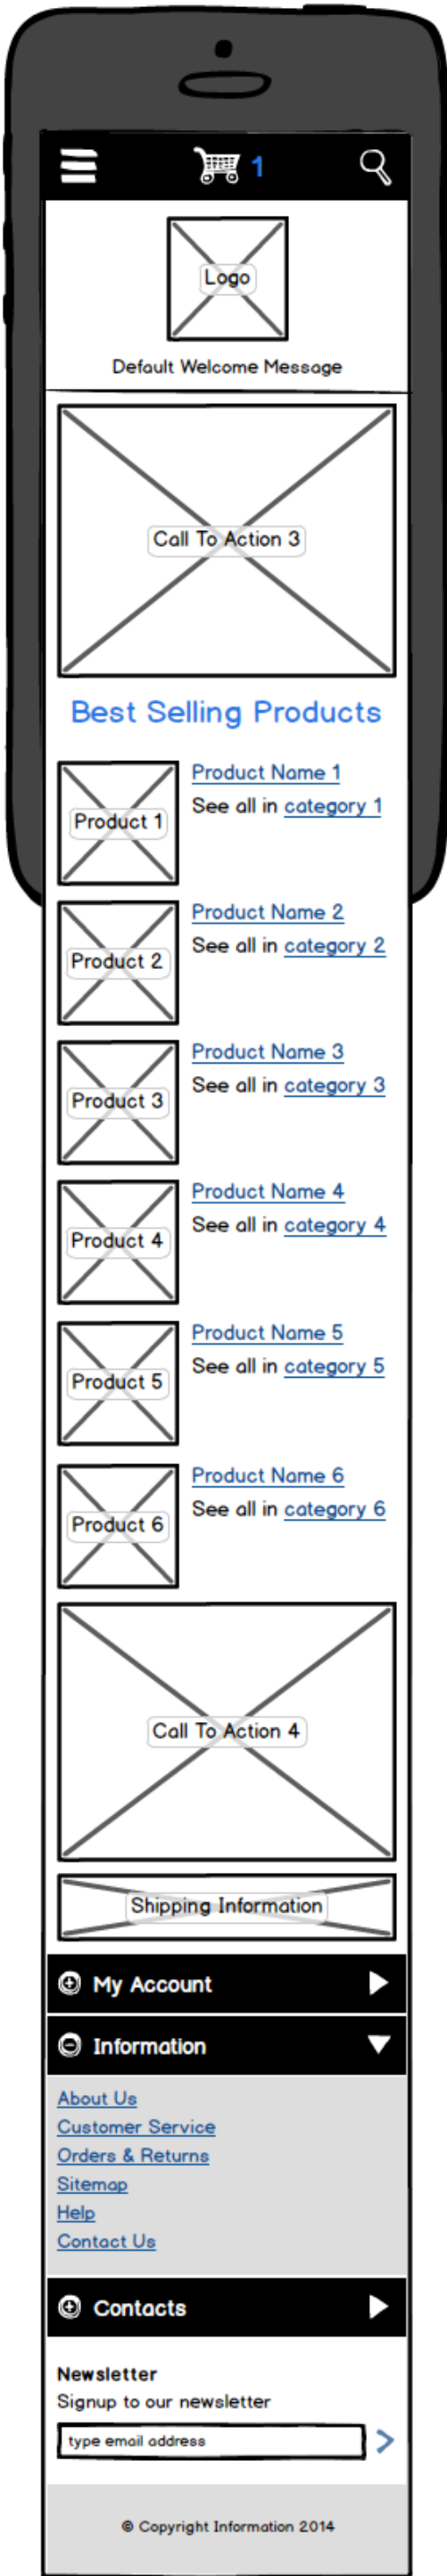 1
Logo
Default Welcome Message
Call To Action 3
Best Selling Products
Product 1
Product Name 1
See all in category 1
Product 2
Product Name 2
See all in category 2
Product 3
Product Name 3
See all in category 3
Product 4
Product Name 4
See all in category 4
Product 5
Product Name 5
See all in category 5
Product 6
Product Name 6
See all in category 6
Call To Action 4
Shipping Information
My Account
Information
About Us
Customer Service
Orders & Returns
Sitemap
Help
Contact Us
Contacts
Newsletter
Signup to our newsletter
type email address
© Copyright Information 2014